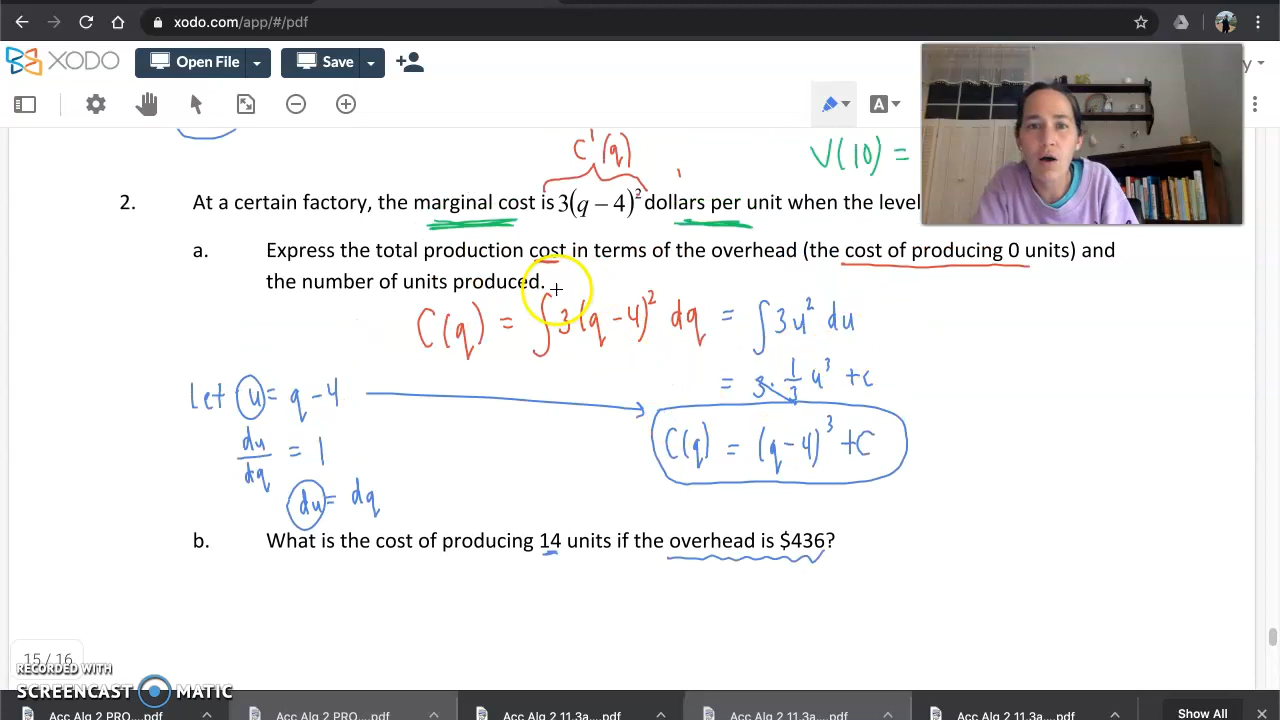 xodo.com/app/#/pdf
XODO
Open File
Save
A
y
C'(q)
V(10) =
2. At a certain factory, the marginal cost is 3(q – 4)² dollars per unit when the level
a. Express the total production cost in terms of the overhead (the cost of producing 0 units) and
the number of units produced.
C(q) = ∫3(q – 4)² dq = ∫3u² du
= 3 · 1/3 u³ + c
Let u = q – 4
du/dq = 1
C(q) = (q – 4)³ + C
du = dq
b. What is the cost of producing 14 units if the overhead is $436?
15 / 16
RECORDED WITH
SCREENCAST MATIC
Acc Alg 2 PRO....pdf
Acc Alg 2 PRO....pdf
Acc Alg 2 11.3a....pdf
Acc Alg 2 11.3a....pdf
Acc Alg 2 11.3a....pdf
Show All